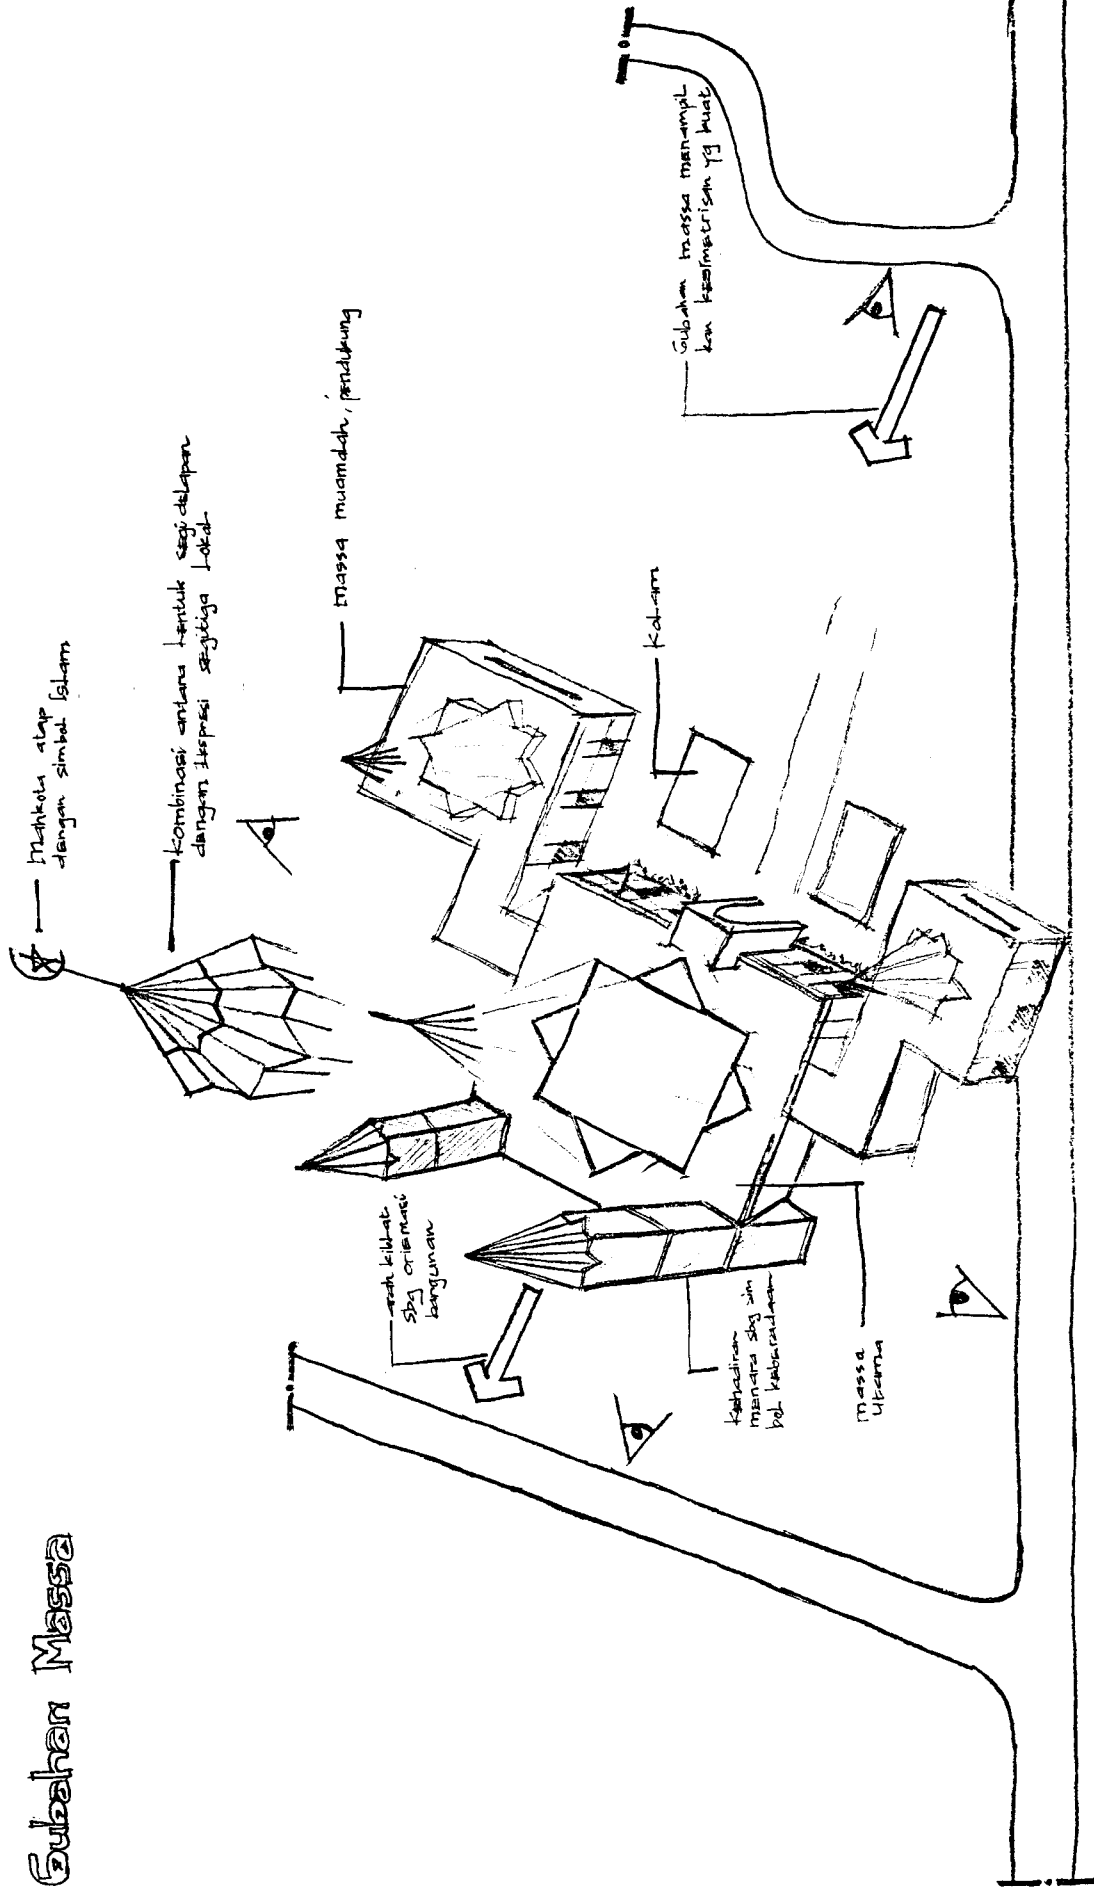 Gubahan Massa
mahkota atap
dengan simbol Islam
kombinasi antara bentuk segi delapan
dengan ekspresi segitiga lokal
massa muamalah, pendukung
Gubahan massa menampil
kan kesimetrisan yg kuat
kolam
arah kiblat
sbg orientasi
bangunan
kehadiran
menara sbg sim
bol keberadaan
massa
utama